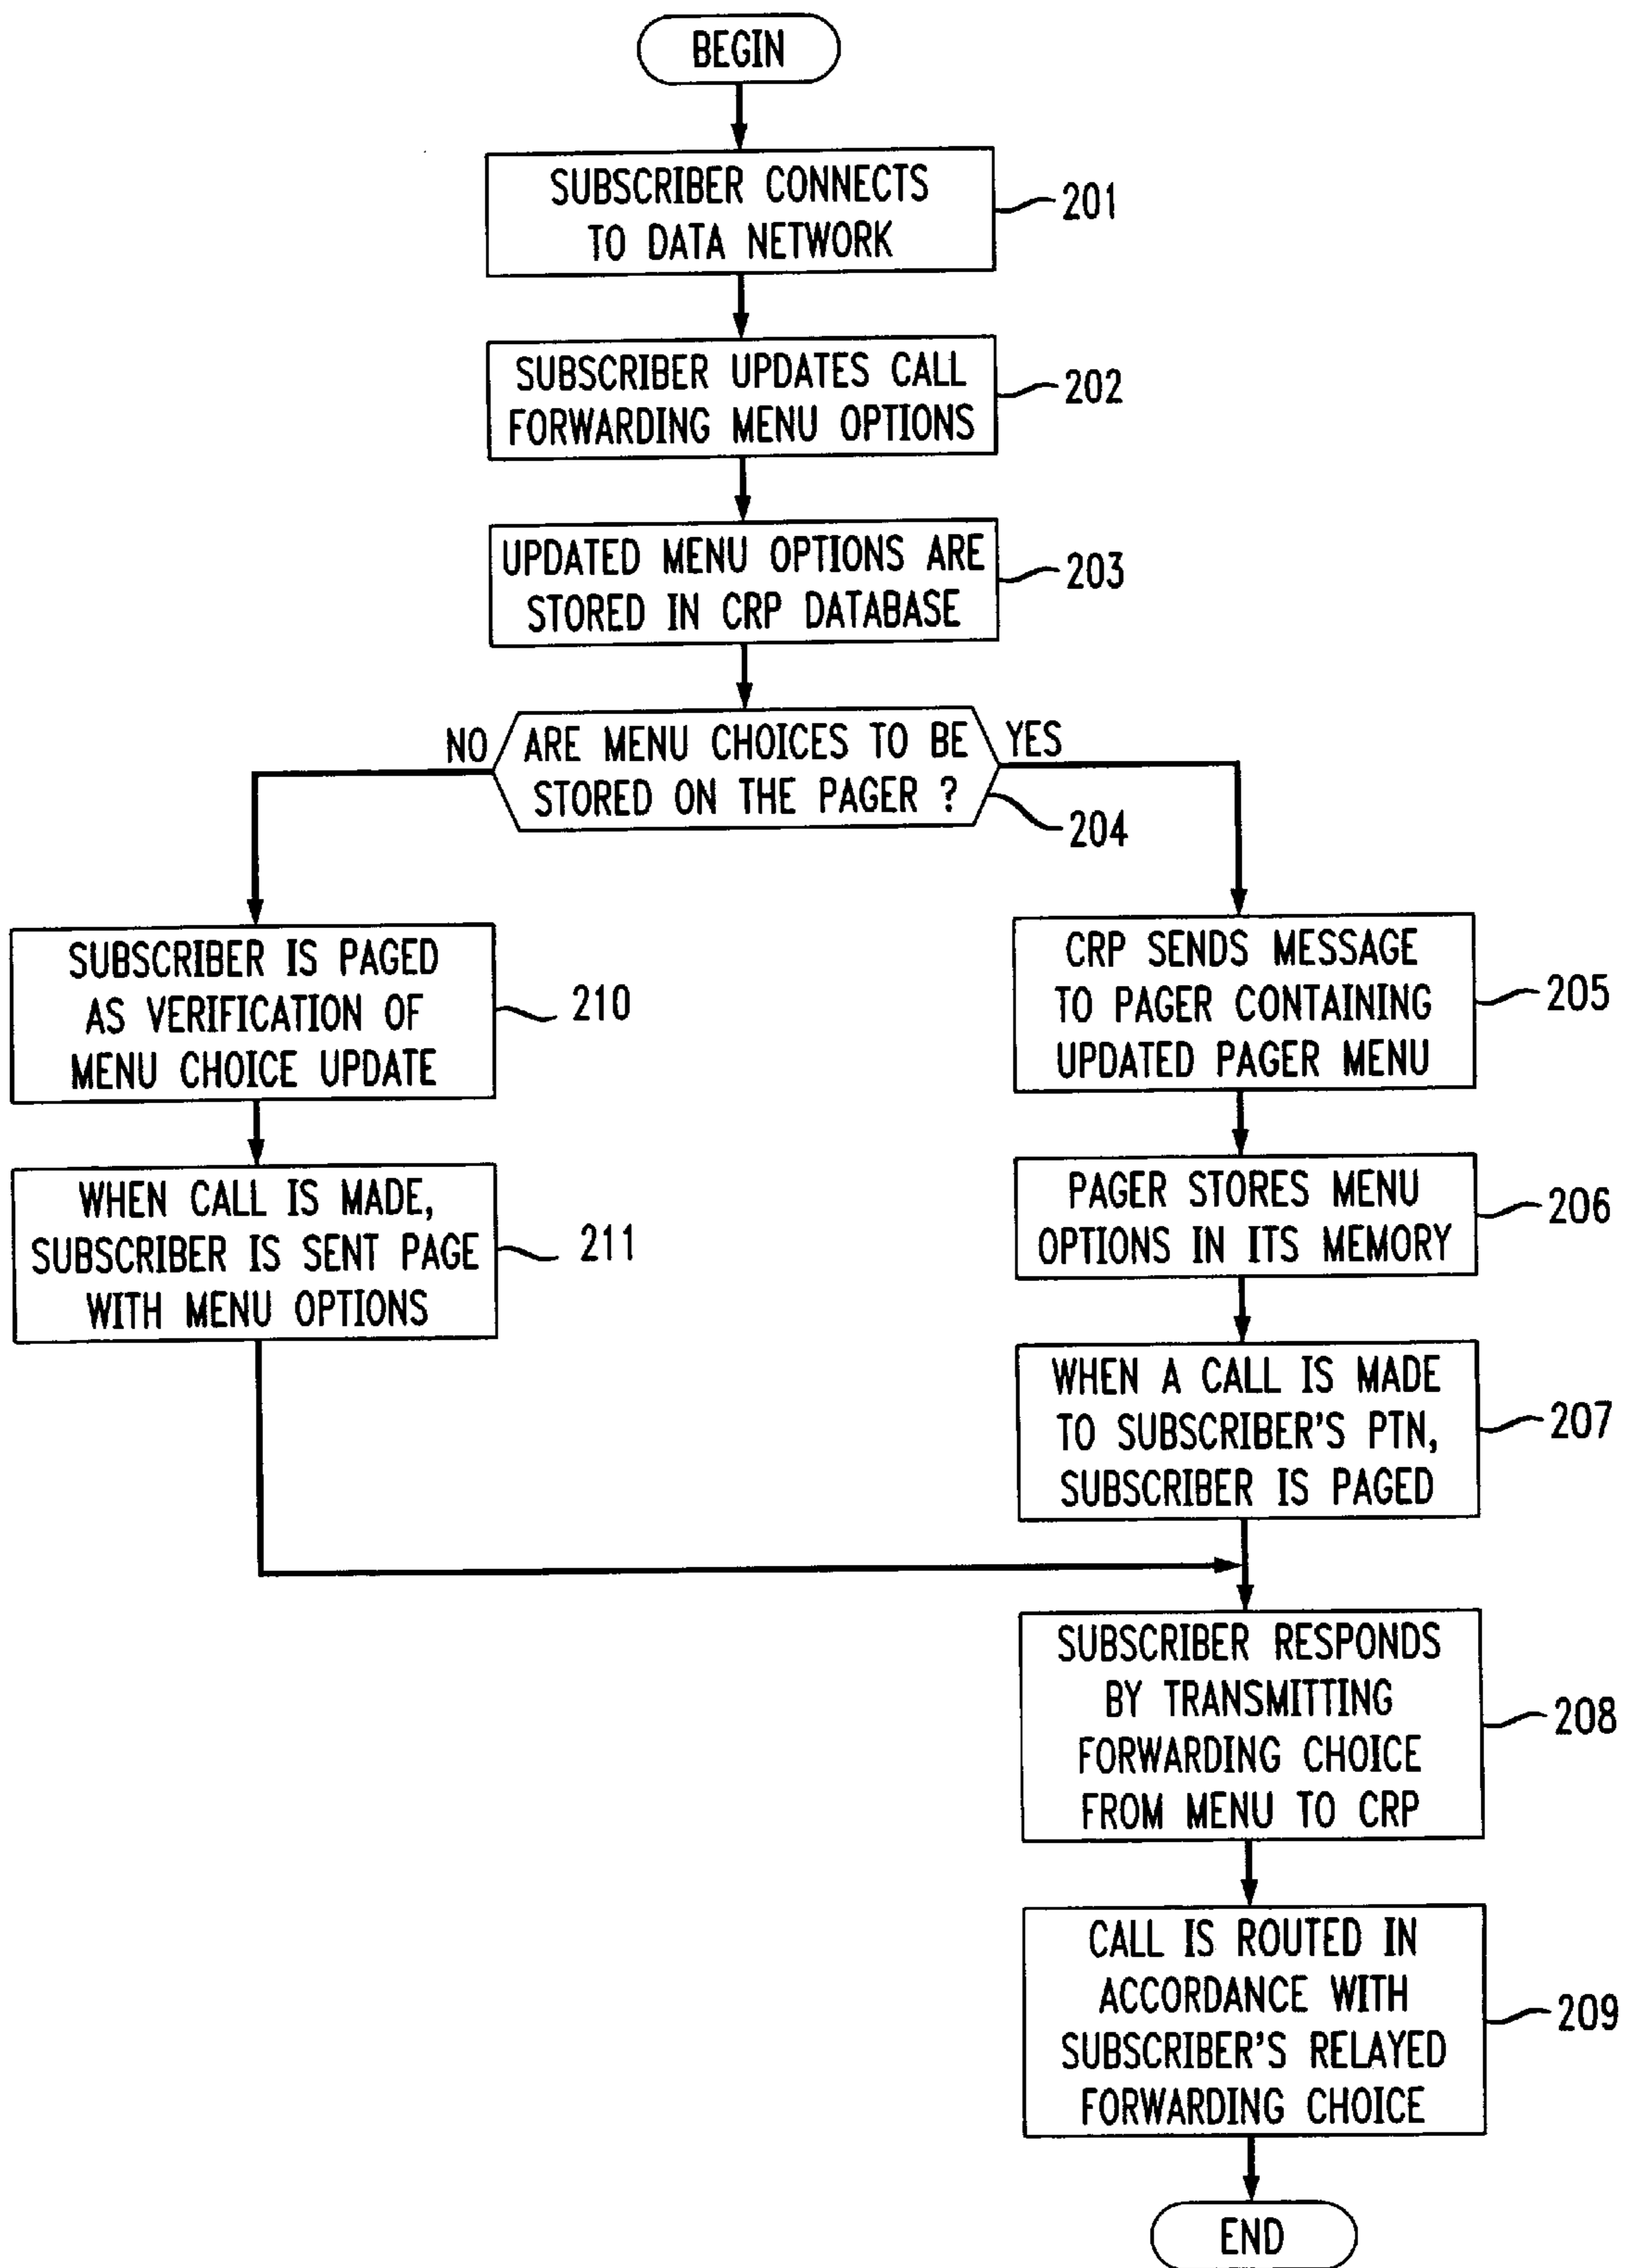 BEGIN
SUBSCRIBER CONNECTS
TO DATA NETWORK
201
SUBSCRIBER UPDATES CALL
FORWARDING MENU OPTIONS
202
UPDATED MENU OPTIONS ARE
STORED IN CRP DATABASE
203
NO
ARE MENU CHOICES TO BE
STORED ON THE PAGER ?
YES
204
SUBSCRIBER IS PAGED
AS VERIFICATION OF
MENU CHOICE UPDATE
210
WHEN CALL IS MADE,
SUBSCRIBER IS SENT PAGE
WITH MENU OPTIONS
211
CRP SENDS MESSAGE
TO PAGER CONTAINING
UPDATED PAGER MENU
205
PAGER STORES MENU
OPTIONS IN ITS MEMORY
206
WHEN A CALL IS MADE
TO SUBSCRIBER'S PTN,
SUBSCRIBER IS PAGED
207
SUBSCRIBER RESPONDS
BY TRANSMITTING
FORWARDING CHOICE
FROM MENU TO CRP
208
CALL IS ROUTED IN
ACCORDANCE WITH
SUBSCRIBER'S RELAYED
FORWARDING CHOICE
209
END